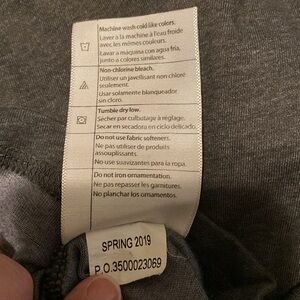 Machine wash cold like colors.
Laver à la machine à l'eau froide
avec les mêmes couleurs.
Lavar a máquina con agua fría,
junto a colores similares.
Non-chlorine bleach.
Utiliser un javellisant non chloré
seulement.
Usar solamente blanqueador
sin cloro.
Tumble dry low.
Sécher par culbutage à réglage.
Secar en secadora en ciclo delicado.
Do not use fabric softeners.
Ne pas utiliser de produits
assouplissants.
No use suavizantes para la ropa.
Do not iron ornamentation.
Ne pas repasser les garnitures.
No planchar los ornamentos.
SPRING 2019
P.O.3500023069